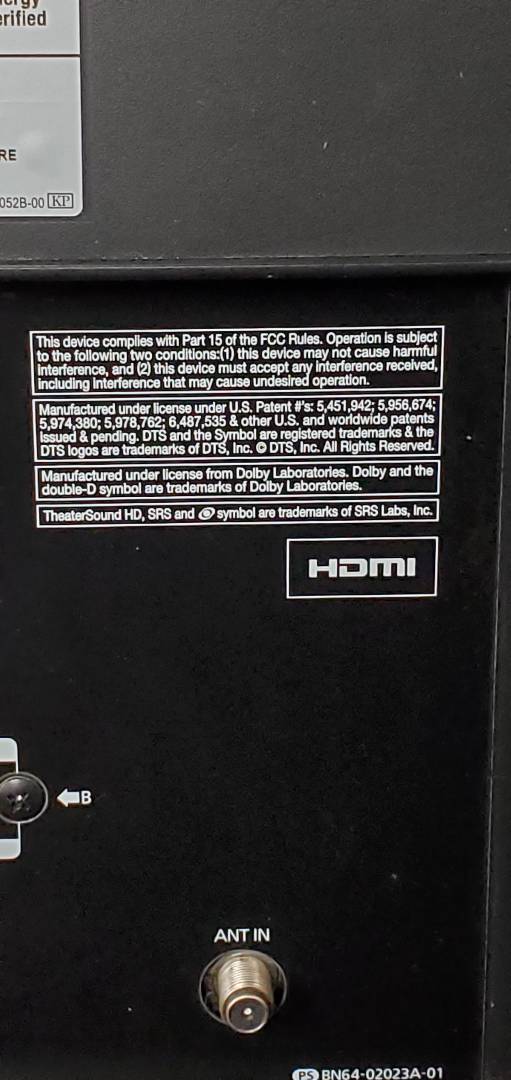 erified
RE
052B-00 KP
This device complies with Part 15 of the FCC Rules. Operation is subject
to the following two conditions:(1) this device may not cause harmful
interference, and (2) this device must accept any interference received,
including interference that may cause undesired operation.
Manufactured under license under U.S. Patent #'s: 5,451,942; 5,956,674;
5,974,380; 5,978,762; 6,487,535 & other U.S. and worldwide patents
issued & pending. DTS and the Symbol are registered trademarks & the
DTS logos are trademarks of DTS, Inc. © DTS, Inc. All Rights Reserved.
Manufactured under license from Dolby Laboratories. Dolby and the
double-D symbol are trademarks of Dolby Laboratories.
TheaterSound HD, SRS and symbol are trademarks of SRS Labs, Inc.
HDMI
B
ANT IN
PS BN64-02023A-01